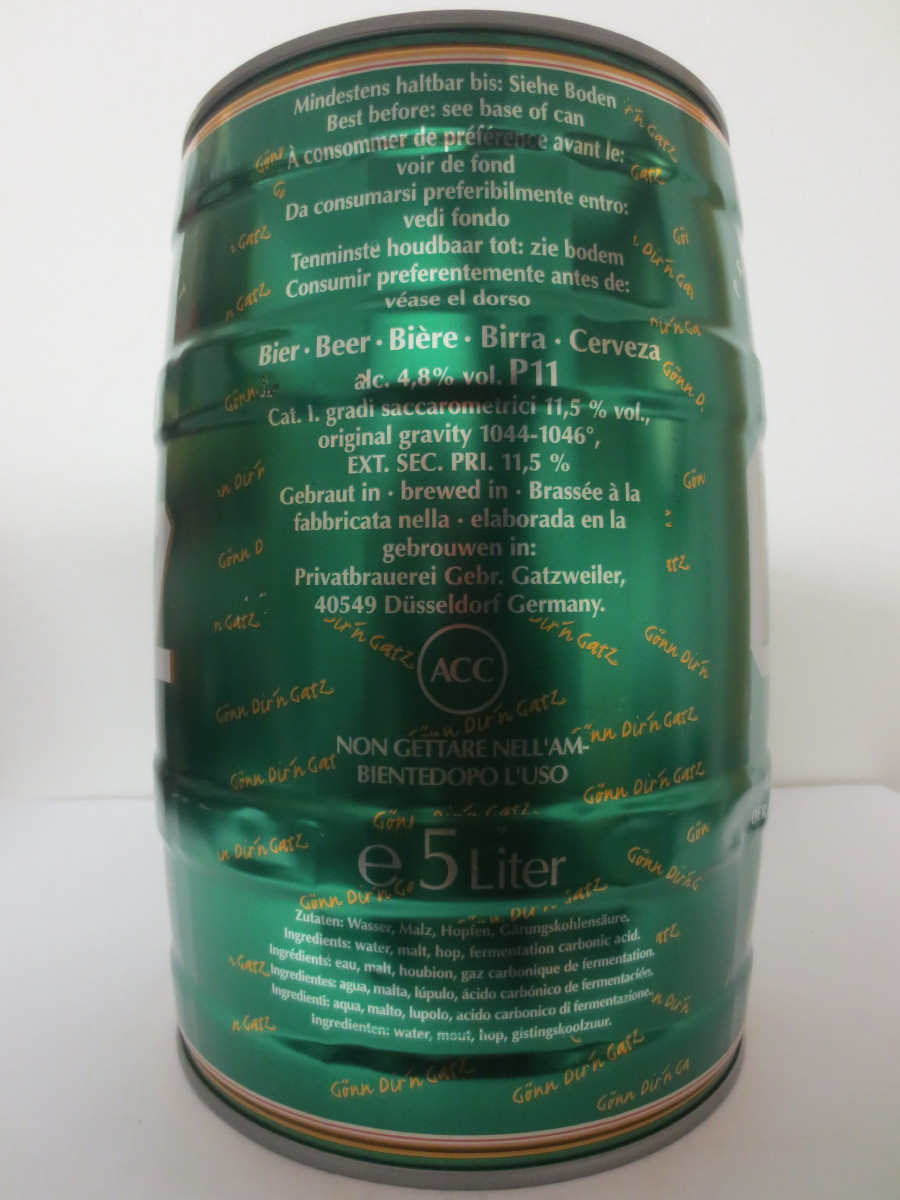 Mindestens haltbar bis: Siehe Boden
Best before: see base of can
À consommer de préférence avant le:
voir de fond
Da consumarsi preferibilmente entro:
vedi fondo
Tenminste houdbaar tot: zie bodem
Consumir preferentemente antes de:
véase el dorso
Bier · Beer · Bière · Birra · Cerveza
alc. 4,8% vol. P11
Cat. I. gradi saccarometrici 11,5 % vol.,
original gravity 1044-1046°,
EXT. SEC. PRI. 11,5 %
Gebraut in · brewed in · Brassée à la
fabbricata nella · elaborada en la
gebrouwen in:
Privatbrauerei Gebr. Gatzweiler,
40549 Düsseldorf Germany.
ACC
Gönn Dir'n Gatz
NON GETTARE NELL'AM-
BIENTEDOPO L'USO
Gönn Dir'n Gatz
e 5 Liter
Zutaten: Wasser, Malz, Hopfen, Gärungskohlensäure.
Ingredients: water, malt, hop, fermentation carbonic acid.
Ingrédients: eau, malt, houbion, gaz carbonique de fermentation.
Ingredientes: agua, malta, lúpulo, ácido carbónico de fermentación.
Ingredienti: aqua, malto, lupolo, acido carbonico di fermentazione.
Ingredienten: water, mout, hop, gistingskoolzuur.
Gönn Dir'n Gatz
Gönn Dir'n Gatz